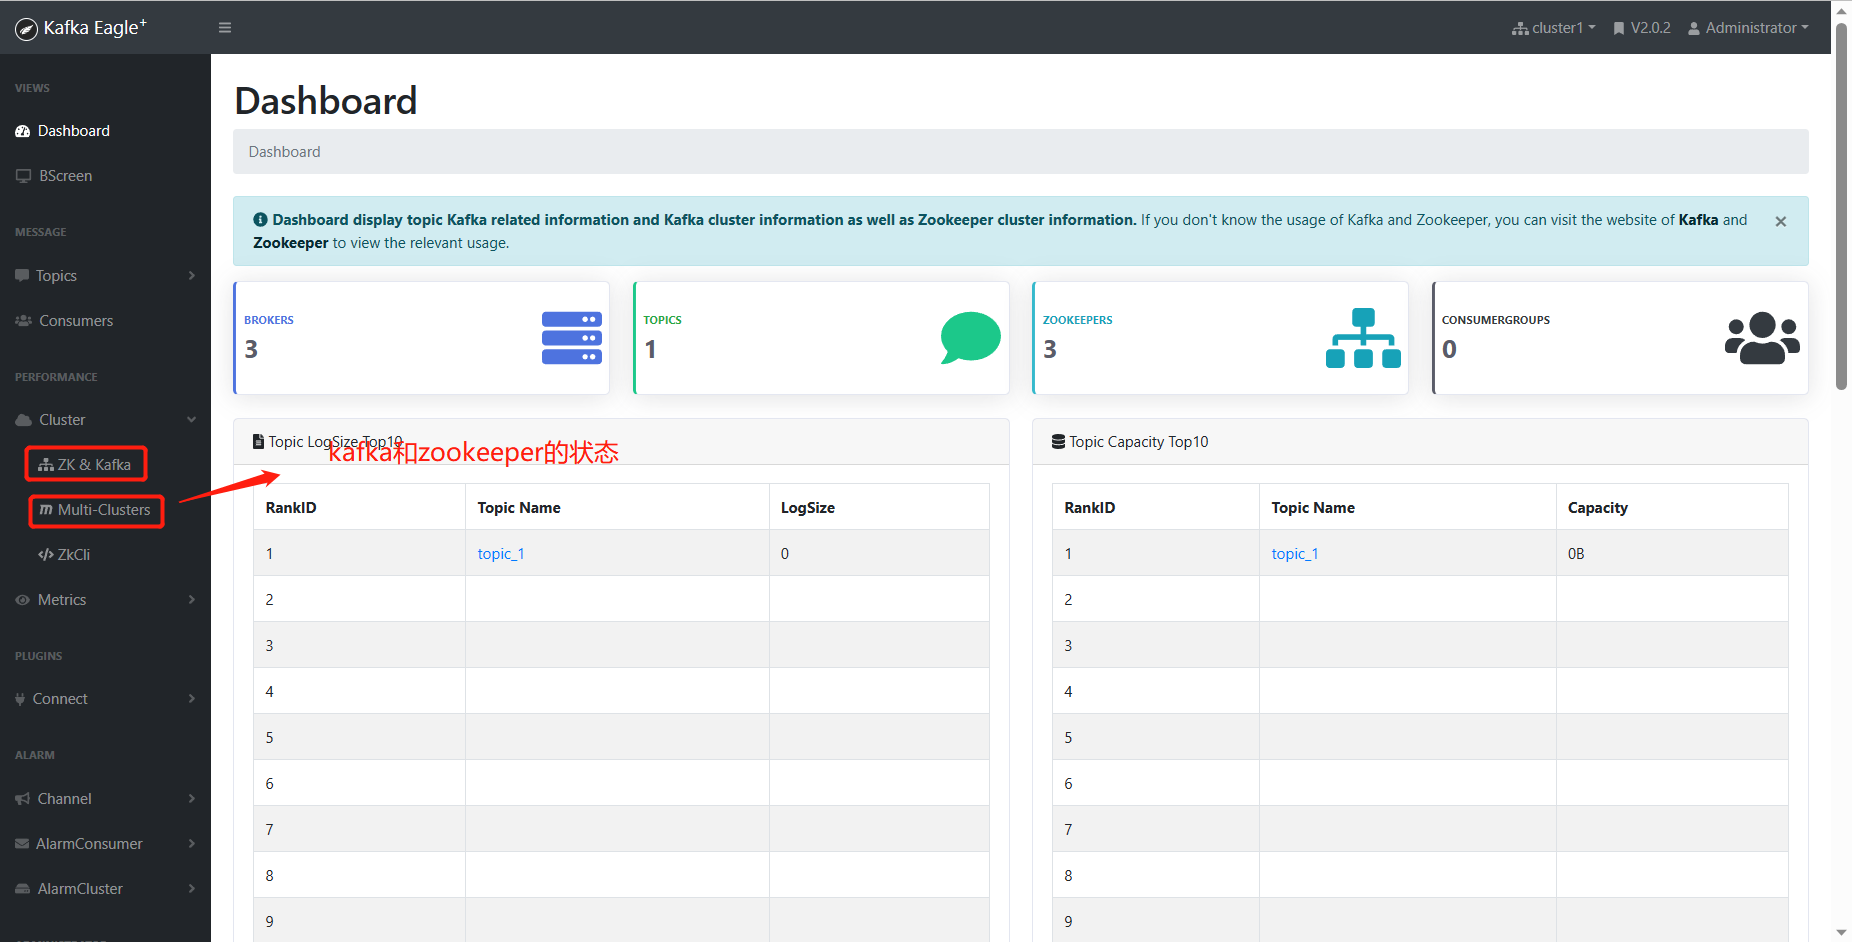 Kafka Eagle+
cluster1
V2.0.2
Administrator
VIEWS
Dashboard
BScreen
MESSAGE
Topics
Consumers
PERFORMANCE
Cluster
ZK & Kafka
Multi-Clusters
ZkCli
Metrics
PLUGINS
Connect
ALARM
Channel
AlarmConsumer
AlarmCluster
Dashboard
Dashboard
Dashboard display topic Kafka related information and Kafka cluster information as well as Zookeeper cluster information. If you don't know the usage of Kafka and Zookeeper, you can visit the website of Kafka and
Zookeeper to view the relevant usage.
BROKERS
3
TOPICS
1
ZOOKEEPERS
3
CONSUMERGROUPS
0
Topic LogSize Top10
kafka和zookeeper的状态
RankID Topic Name LogSize
1 topic_1 0
2
3
4
5
6
7
8
9
Topic Capacity Top10
RankID Topic Name Capacity
1 topic_1 0B
2
3
4
5
6
7
8
9